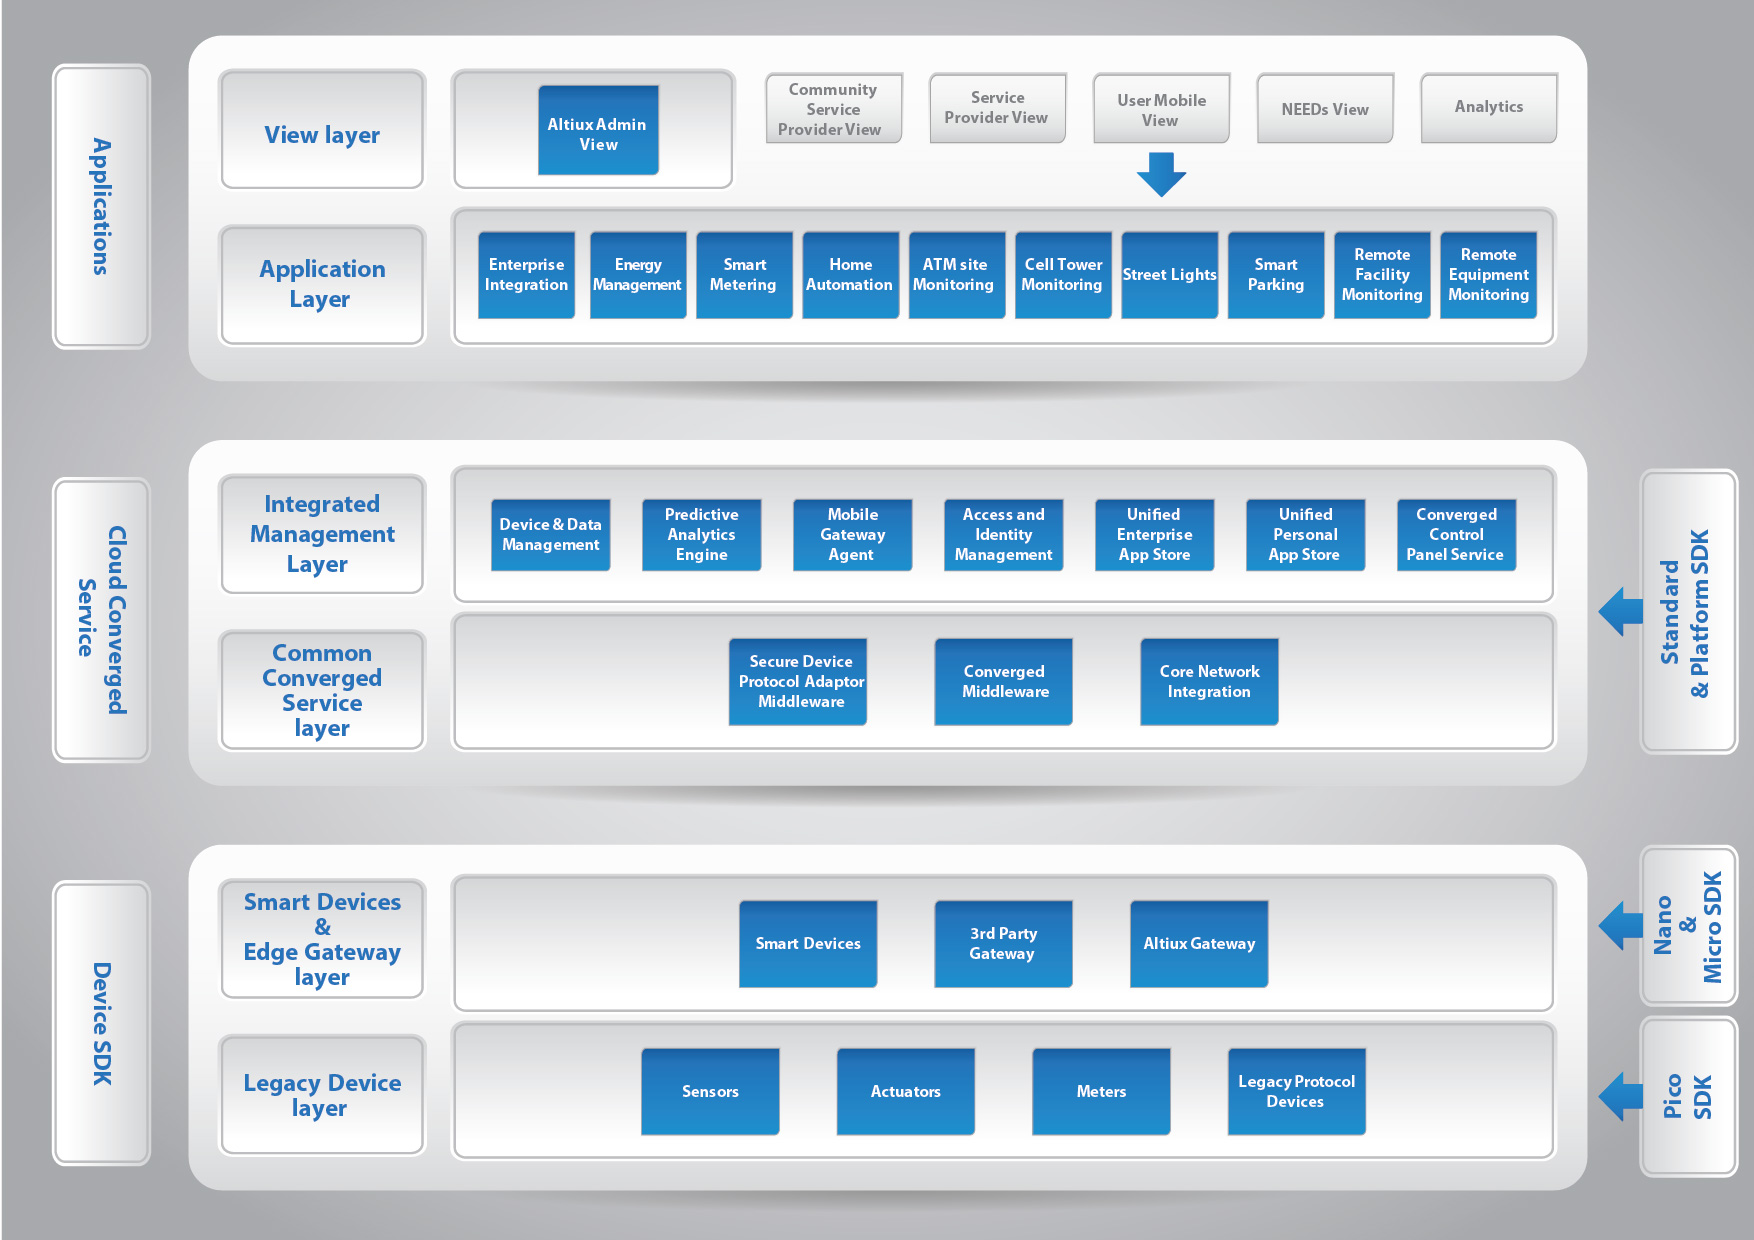 Applications
View layer
Altiux Admin
View
Community
Service
Provider View
Service
Provider View
User Mobile
View
NEEDs View
Analytics
Application
Layer
Enterprise
Integration
Energy
Management
Smart
Metering
Home
Automation
ATM site
Monitoring
Cell Tower
Monitoring
Street Lights
Smart
Parking
Remote
Facility
Monitoring
Remote
Equipment
Monitoring
Cloud Converged
Service
Integrated
Management
Layer
Device & Data
Management
Predictive
Analytics
Engine
Mobile
Gateway
Agent
Access and
Identity
Management
Unified
Enterprise
App Store
Unified
Personal
App Store
Converged
Control
Panel Service
Common
Converged
Service
layer
Secure Device
Protocol Adaptor
Middleware
Converged
Middleware
Core Network
Integration
Standard
& Platform SDK
Device SDK
Smart Devices
&
Edge Gateway
layer
Smart Devices
3rd Party
Gateway
Altiux Gateway
Nano
&
Micro SDK
Legacy Device
layer
Sensors
Actuators
Meters
Legacy Protocol
Devices
Pico
SDK